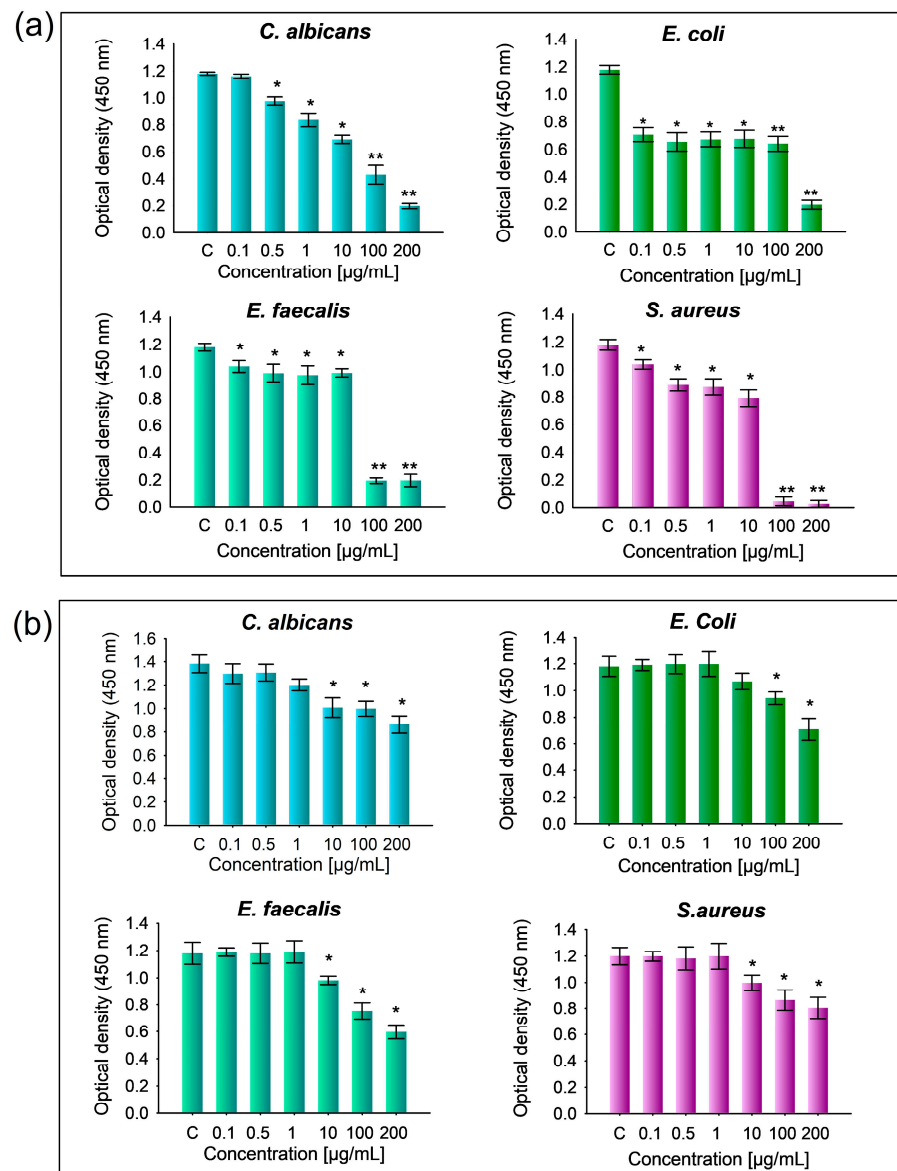 (a)
C. albicans
Optical density (450 nm)
1.4
1.2
1.0
0.8
0.6
0.4
0.2
0.0
* * * ** **
C 0.1 0.5 1 10 100 200
Concentration [µg/mL]
E. coli
Optical density (450 nm)
1.4
1.2
1.0
0.8
0.6
0.4
0.2
0.0
* * * * ** **
C 0.1 0.5 1 10 100 200
Concentration [µg/mL]
E. faecalis
Optical density (450 nm)
1.4
1.2
1.0
0.8
0.6
0.4
0.2
0.0
* * * * ** **
C 0.1 0.5 1 10 100 200
Concentration [µg/mL]
S. aureus
Optical density (450 nm)
1.4
1.2
1.0
0.8
0.6
0.4
0.2
0.0
* * * * ** **
C 0.1 0.5 1 10 100 200
Concentration [µg/mL]
(b)
C. albicans
Optical density (450 nm)
1.6
1.4
1.2
1.0
0.8
0.6
0.4
0.2
0.0
* * *
C 0.1 0.5 1 10 100 200
Concentration [µg/mL]
E. Coli
Optical density (450 nm)
1.4
1.2
1.0
0.8
0.6
0.4
0.2
0.0
* *
C 0.1 0.5 1 10 100 200
Concentration [µg/mL]
E. faecalis
Optical density (450 nm)
1.4
1.2
1.0
0.8
0.6
0.4
0.2
0.0
* * *
C 0.1 0.5 1 10 100 200
Concentration [µg/mL]
S.aureus
Optical density (450 nm)
1.4
1.2
1.0
0.8
0.6
0.4
0.2
0.0
* * *
C 0.1 0.5 1 10 100 200
Concentration [µg/mL]